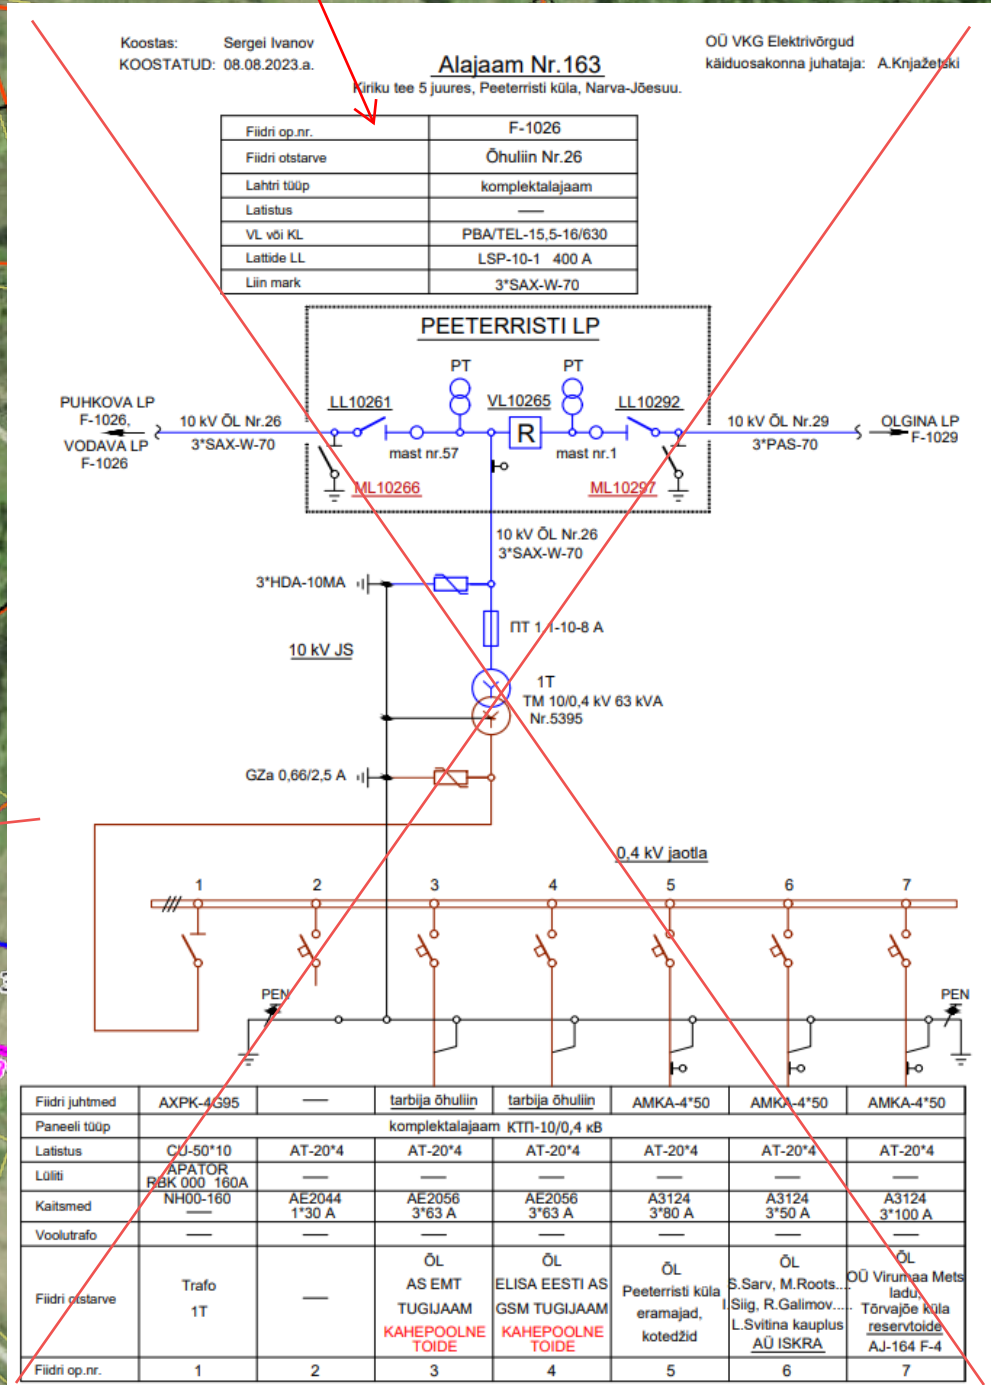 Koostas: Sergei Ivanov
KOOSTATUD: 08.08.2023.a.
OÜ VKG Elektrivõrgud
käiduosakonna juhataja: A.Knjažetski
Alajaam Nr.163
Kiriku tee 5 juures, Peeterristi küla, Narva-Jõesuu.
Fiidri op.nr. F-1026
Fiidri otstarve Õhuliin Nr.26
Lahtri tüüp komplektalajaam
Latistus —
VL või KL PBA/TEL-15,5-16/630
Lattide LL LSP-10-1 400 A
Liin mark 3*SAX-W-70
PEETERRISTI LP
PT PT
LL10261 VL10265 LL10292
R
mast nr.57 mast nr.1
ML10266 ML10297
PUHKOVA LP
F-1026,
VODAVA LP
F-1026
10 kV ÕL Nr.26
3*SAX-W-70
10 kV ÕL Nr.29
3*PAS-70
OLGINA LP
F-1029
10 kV ÕL Nr.26
3*SAX-W-70
3*HDA-10MA
ПТ 1,1-10-8 A
10 kV JS
1T
TM 10/0,4 kV 63 kVA
Nr.5395
GZa 0,66/2,5 A
0,4 kV jaotla
1 2 3 4 5 6 7
PEN PEN
Fiidri juhtmed AXPK-4G95 — tarbija õhuliin tarbija õhuliin AMKA-4*50 AMKA-4*50 AMKA-4*50
Paneeli tüüp komplektalajaam КТП-10/0,4 кВ
Latistus CU-50*10 AT-20*4 AT-20*4 AT-20*4 AT-20*4 AT-20*4 AT-20*4
Lüliti APATOR RBK 000 160A — — — — — —
Kaitsmed NH00-160 — AE2044 1*30 A AE2056 3*63 A AE2056 3*63 A A3124 3*80 A A3124 3*50 A A3124 3*100 A
Voolutrafo — — — — — — —
Fiidri otstarve
Trafo
1T
—
ÕL
AS EMT
TUGIJAAM
KAHEPOOLNE
TOIDE
ÕL
ELISA EESTI AS
GSM TUGIJAAM
KAHEPOOLNE
TOIDE
ÕL
Peeterristi küla
eramajad,
kotedžid
ÕL
S.Sarv, M.Roots....
I.Siig, R.Galimov.....
L.Svitina kauplus
AÜ ISKRA
ÕL
OÜ Virumaa Mets
ladu,
Tõrvajõe küla
reservtoide
AJ-164 F-4
Fiidri op.nr. 1 2 3 4 5 6 7